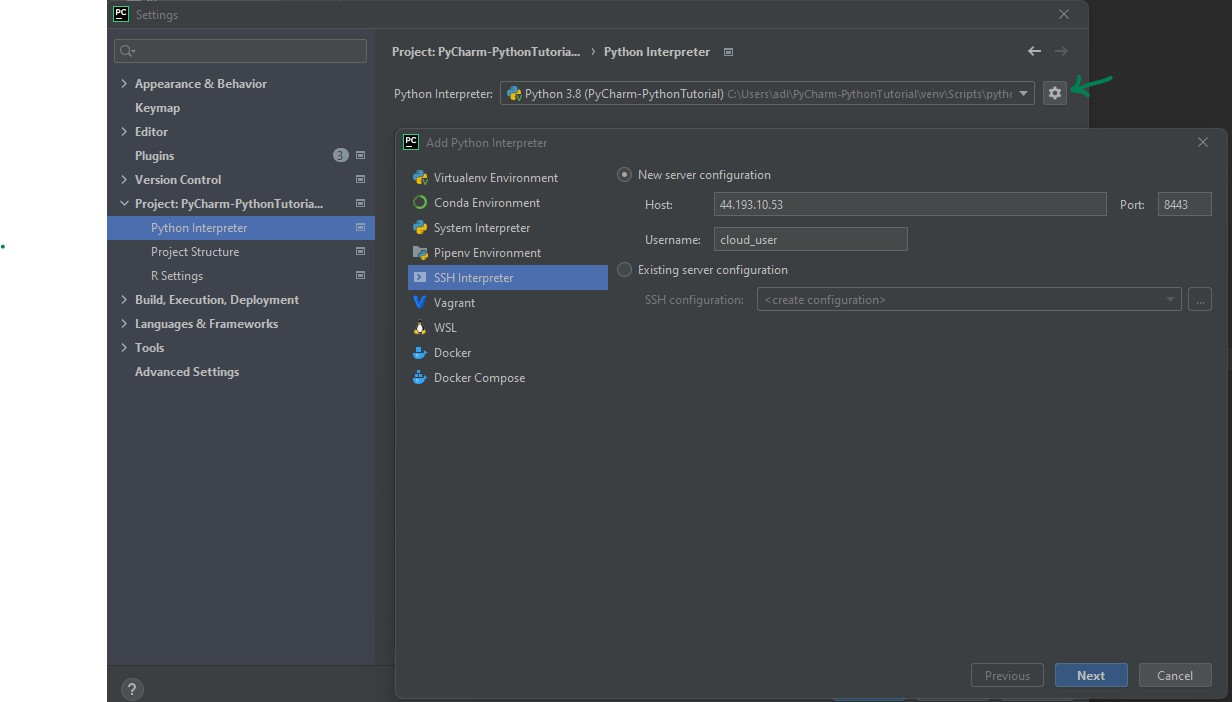 PC Settings
Project: PyCharm-PythonTutoria... › Python Interpreter
Appearance & Behavior
Keymap
Editor
Plugins 3
Version Control
Project: PyCharm-PythonTutoria...
Python Interpreter
Project Structure
R Settings
Build, Execution, Deployment
Languages & Frameworks
Tools
Advanced Settings
?
Python Interpreter: Python 3.8 (PyCharm-PythonTutorial) C:\Users\adi\PyCharm-PythonTutorial\venv\Scripts\pytho
PC Add Python Interpreter
Virtualenv Environment
Conda Environment
System Interpreter
Pipenv Environment
SSH Interpreter
Vagrant
WSL
Docker
Docker Compose
New server configuration
Host: 44.193.10.53 Port: 8443
Username: cloud_user
Existing server configuration
SSH configuration: <create configuration> ...
Previous Next Cancel